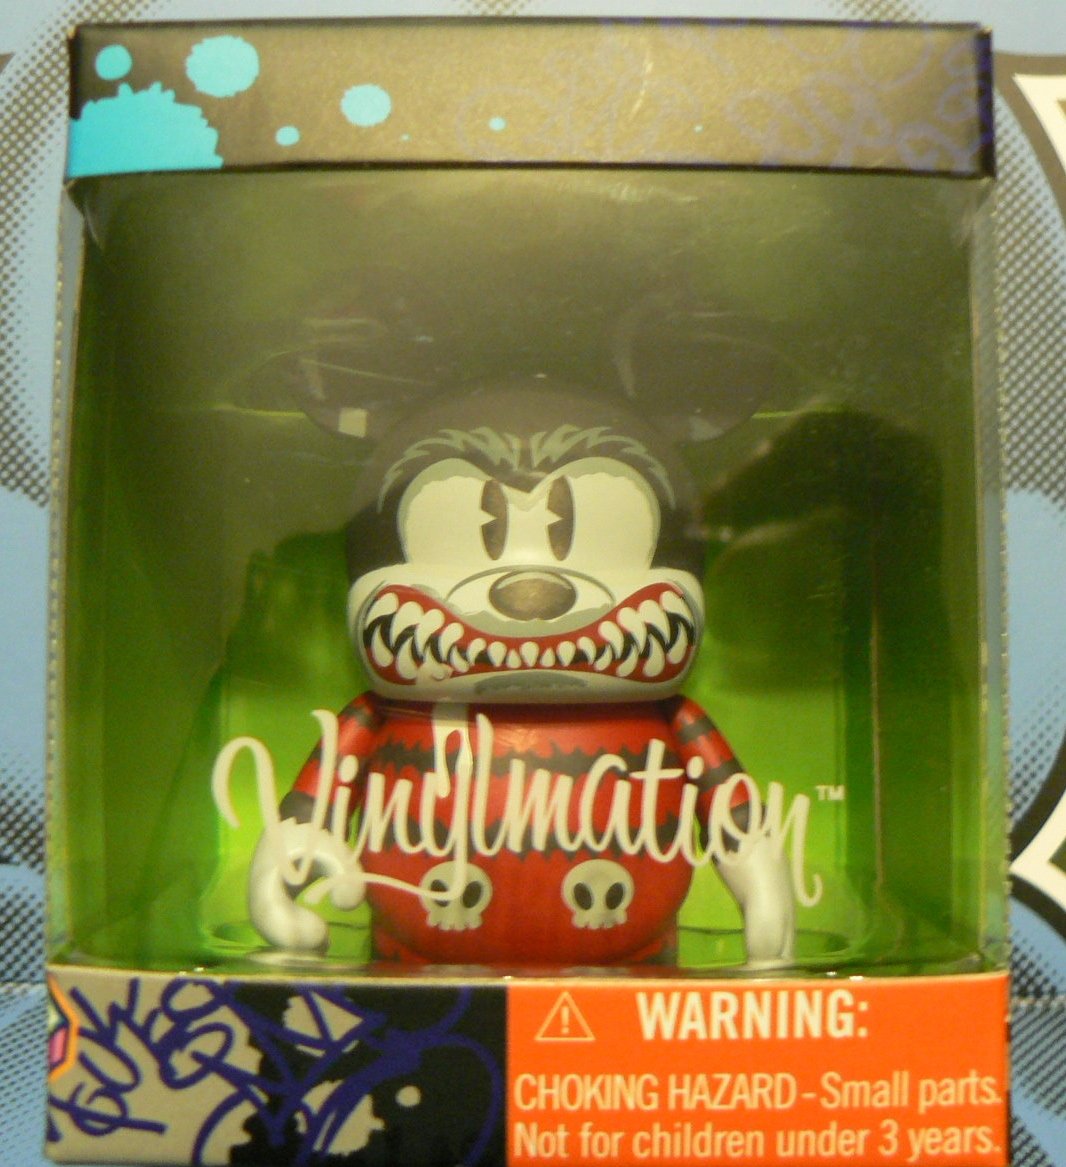 Vinylmation™
WARNING:
CHOKING HAZARD - Small parts.
Not for children under 3 years.